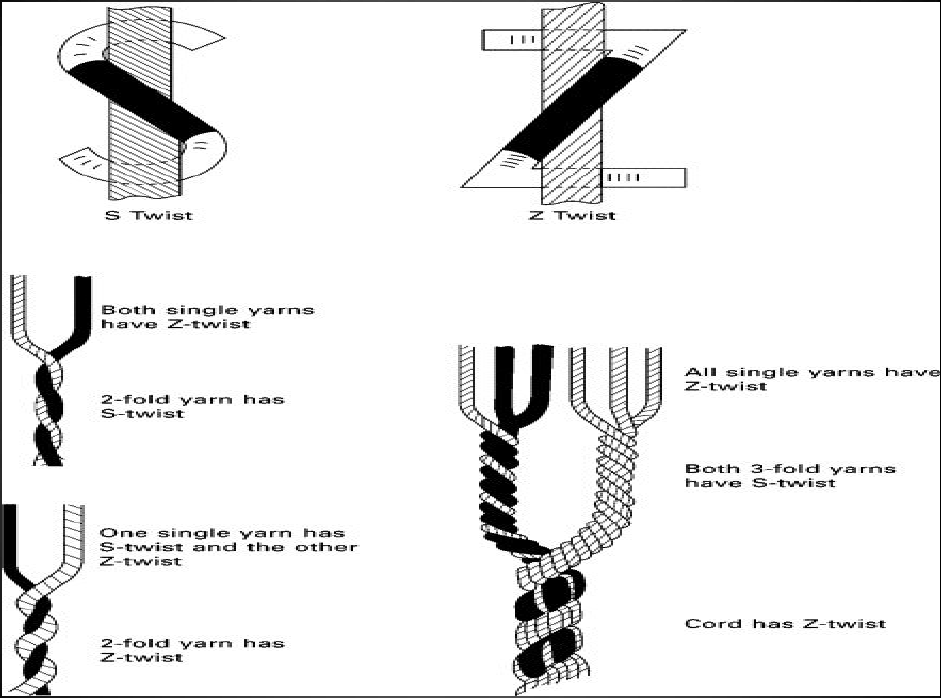 S Twist
Z Twist
Both single yarns
have Z-twist
2-fold yarn has
S-twist
One single yarn has
S-twist and the other
Z-twist
2-fold yarn has
Z-twist
All single yarns have
Z-twist
Both 3-fold yarns
have S-twist
Cord has Z-twist